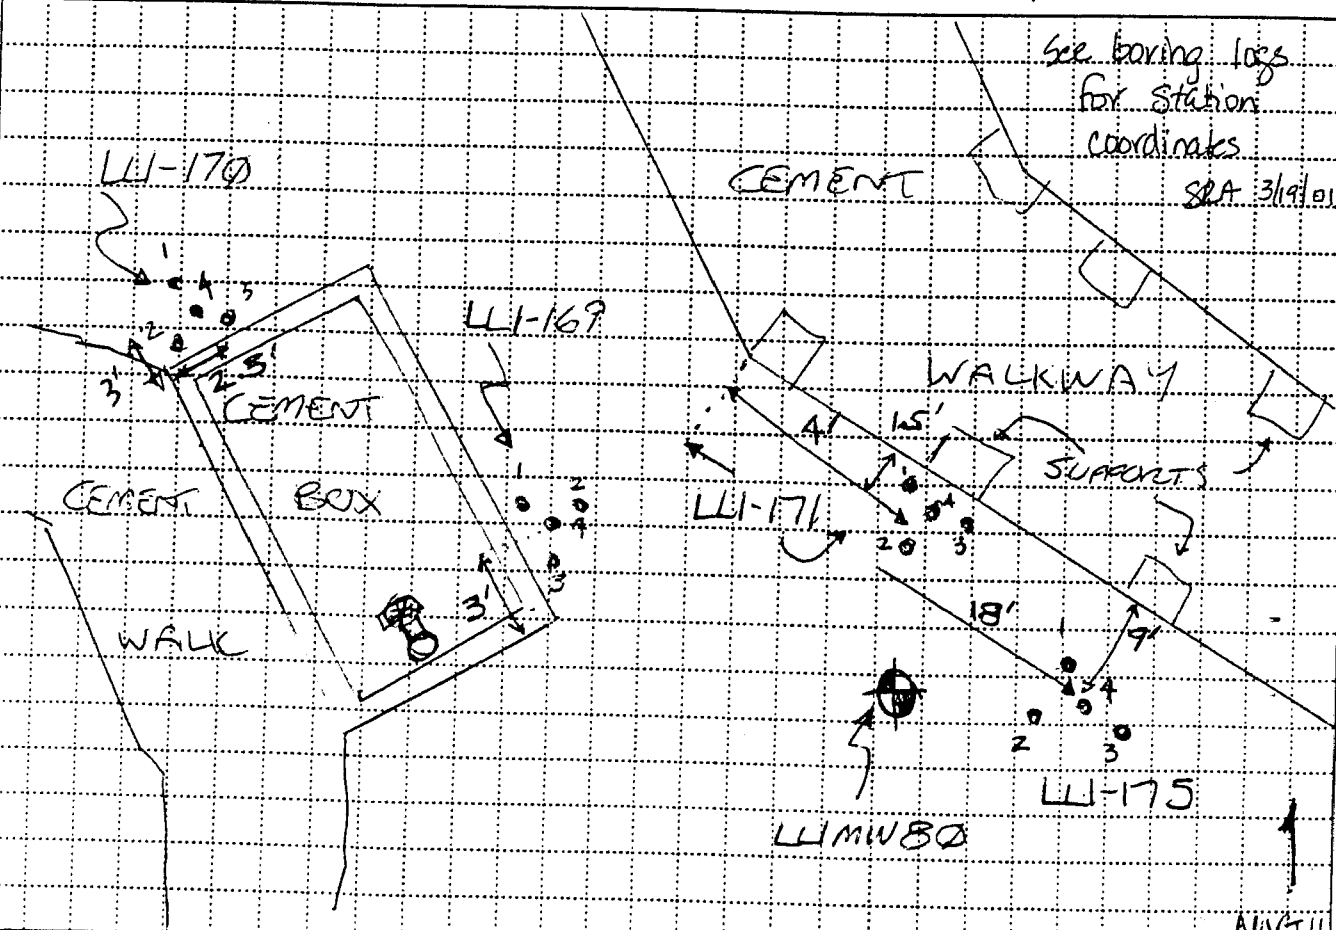 See boring logs
for Station
coordinates
SRA 3/19/01
LLI-170
1
4
5
2
3'
2.5'
CEMENT
BOX
CEMENT
WALK
LLI-169
1
2
4
3
3'
CEMENT
WALKWAY
SUPPORTS
4'
1.5'
LLI-171
1
4
2
3
18'
9'
1
4
2
3
LLI-175
LLIMW80